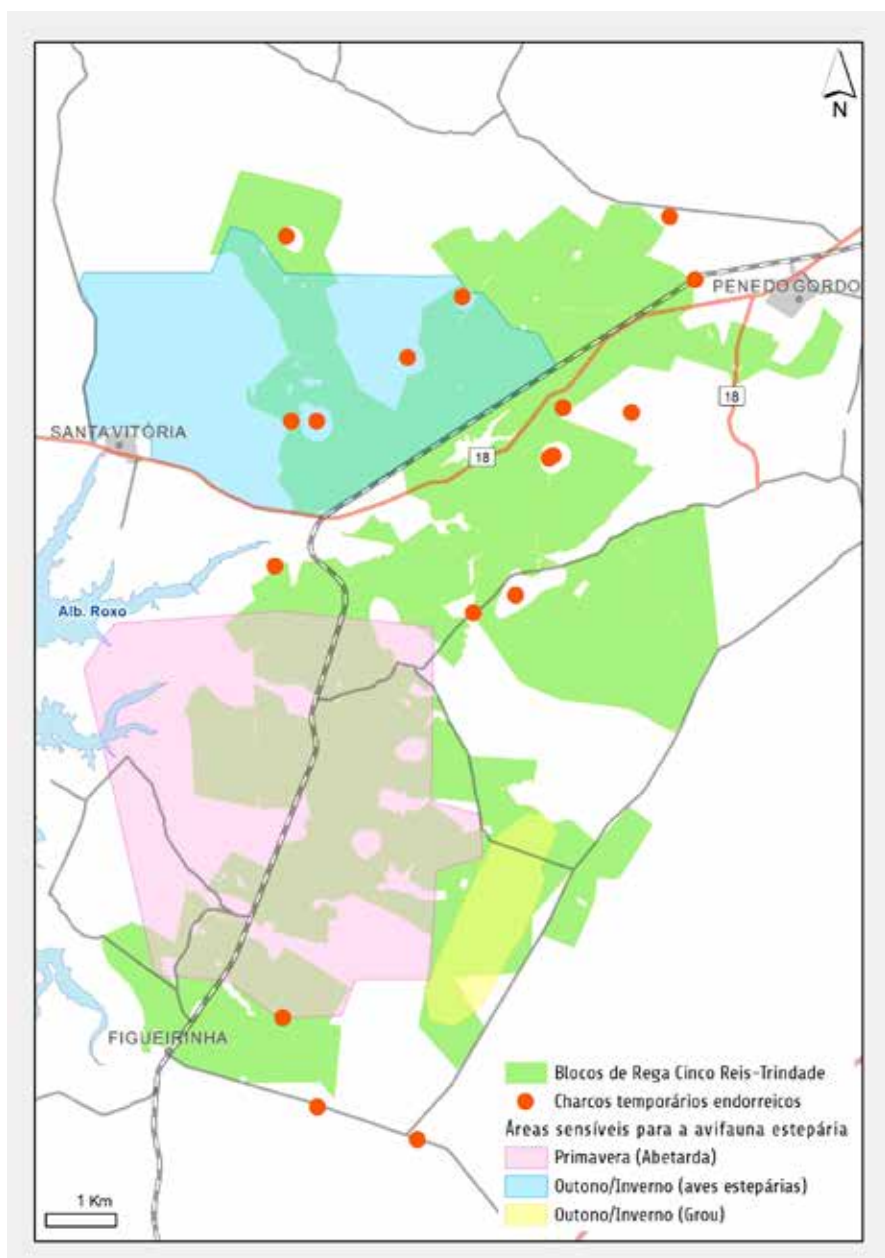 N
PENEDO GORDO
18
SANTA VITÓRIA
18
Alb. Roxo
FIGUEIRINHA
Blocos de Rega Cinco Reis-Trindade
Charcos temporários endorreicos
Áreas sensíveis para a avifauna estepária
Primavera (Abetarda)
Outono/Inverno (aves estepárias)
Outono/Inverno (Grou)
1 Km